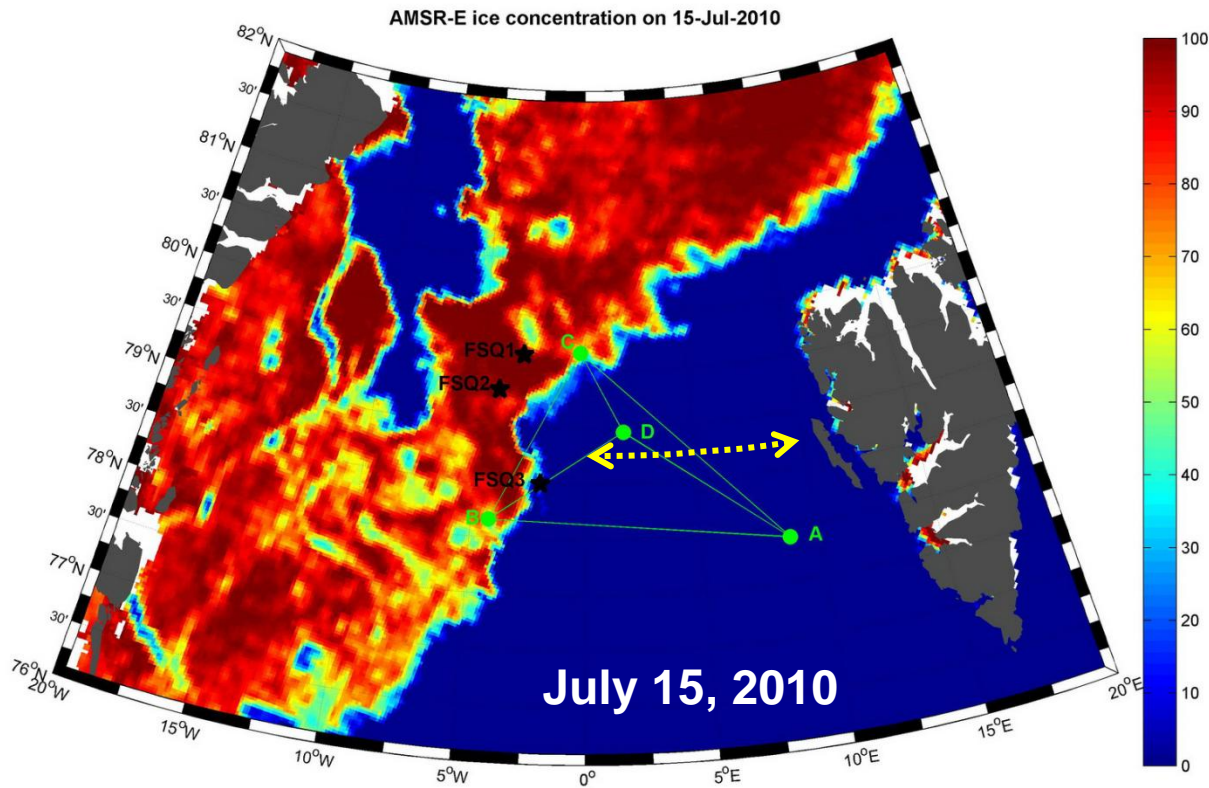 AMSR-E ice concentration on 15-Jul-2010
82°N
30'
81°N
30'
80°N
30'
79°N
30'
78°N
30'
77°N
30'
76°N
20°W
15°W
10°W
5°W
0°
5°E
10°E
15°E
20°E
FSQ1
C
FSQ2
D
FSQ3
B
A
July 15, 2010
100
90
80
70
60
50
40
30
20
10
0